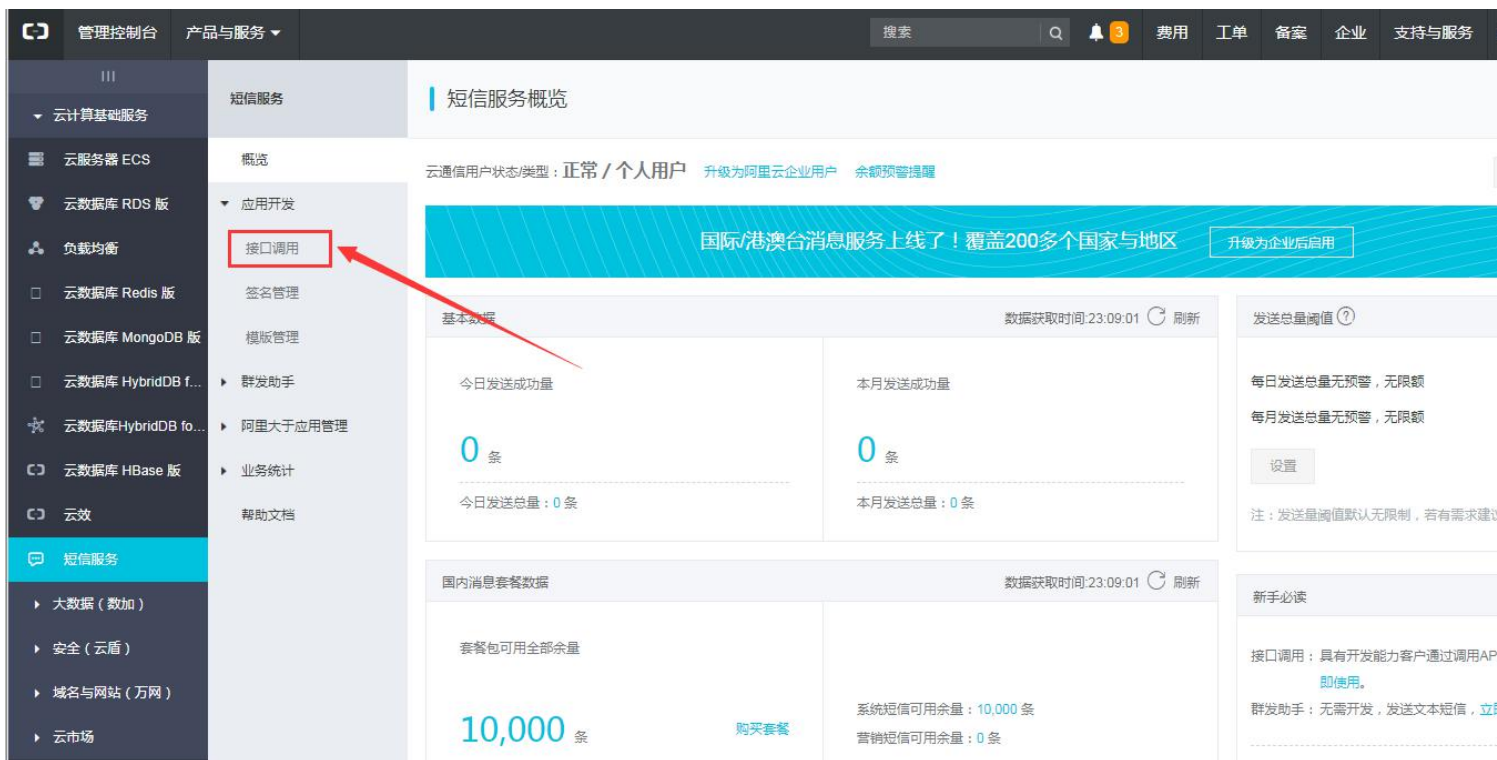 管理控制台 产品与服务 搜索 3 费用 工单 备案 企业 支持与服务
云计算基础服务
云服务器 ECS
云数据库 RDS 版
负载均衡
云数据库 Redis 版
云数据库 MongoDB 版
云数据库 HybridDB f...
云数据库HybridDB fo...
云数据库 HBase 版
云效
短信服务
大数据（数加）
安全（云盾）
域名与网站（万网）
云市场
短信服务
概览
应用开发
接口调用
签名管理
模版管理
群发助手
阿里大于应用管理
业务统计
帮助文档
短信服务概览
云通信用户状态/类型：正常 / 个人用户 升级为阿里云企业用户 余额预警提醒
国际/港澳台消息服务上线了！覆盖200多个国家与地区 升级为企业后启用
基本数据 数据获取时间:23:09:01 刷新
今日发送成功量
0 条
今日发送总量：0 条
本月发送成功量
0 条
本月发送总量：0 条
发送总量阈值 ?
每日发送总量无预警，无限额
每月发送总量无预警，无限额
设置
注：发送量阈值默认无限制，若有需求建
国内消息套餐数据 数据获取时间:23:09:01 刷新
套餐包可用全部余量
10,000 条 购买套餐
系统短信可用余量：10,000 条
营销短信可用余量：0 条
新手必读
接口调用：具有开发能力客户通过调用AP
即使用。
群发助手：无需开发，发送文本短信，立